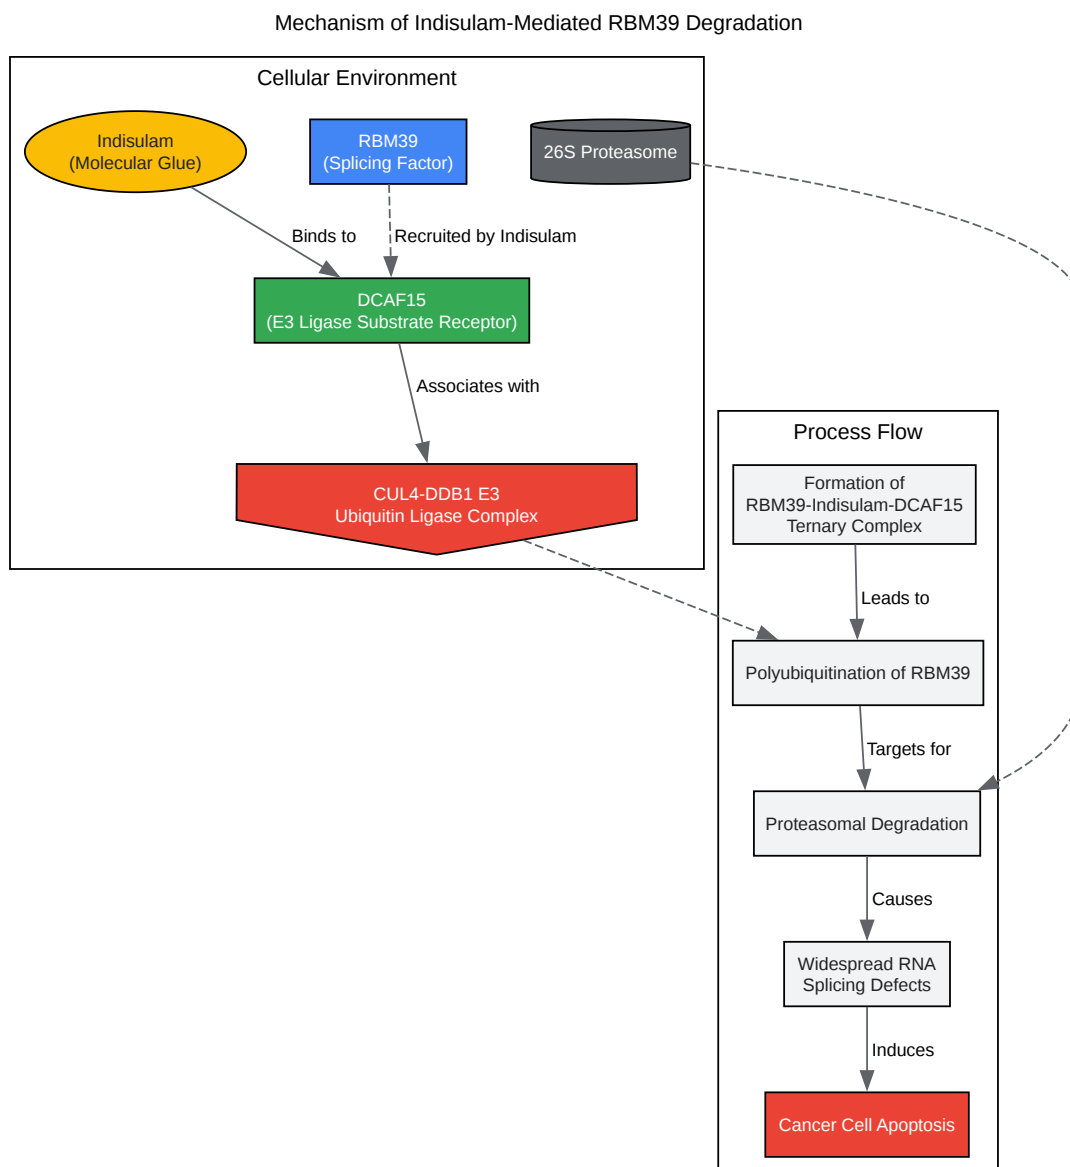 Mechanism of Indisulam-Mediated RBM39 Degradation
Cellular Environment
Indisulam
(Molecular Glue)
RBM39
(Splicing Factor)
26S Proteasome
Binds to
Recruited by Indisulam
DCAF15
(E3 Ligase Substrate Receptor)
Associates with
CUL4-DDB1 E3
Ubiquitin Ligase Complex
Process Flow
Formation of
RBM39-Indisulam-DCAF15
Ternary Complex
Leads to
Polyubiquitination of RBM39
Targets for
Proteasomal Degradation
Causes
Widespread RNA
Splicing Defects
Induces
Cancer Cell Apoptosis